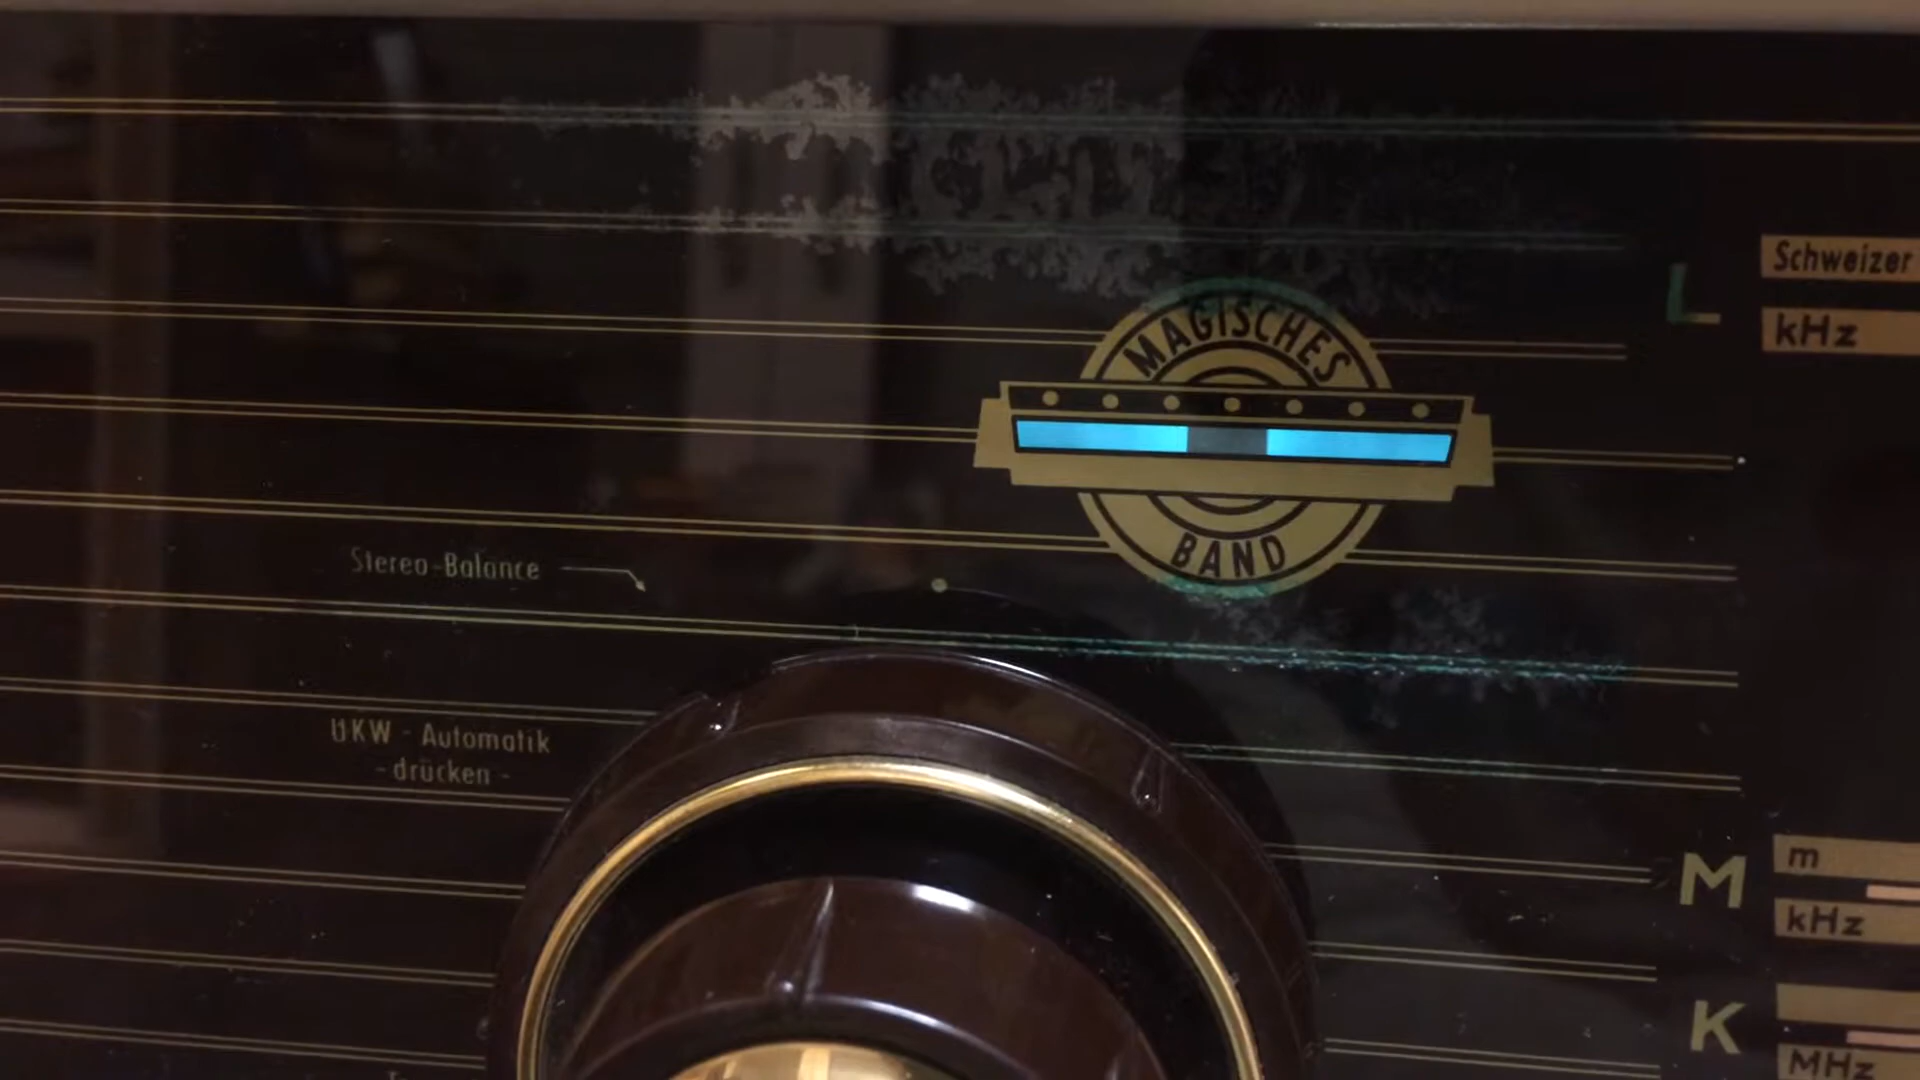 Schweizer
L
kHz
MAGISCHES
BAND
Stereo-Balance
UKW - Automatik
- drücken -
M
m
kHz
K
MHz